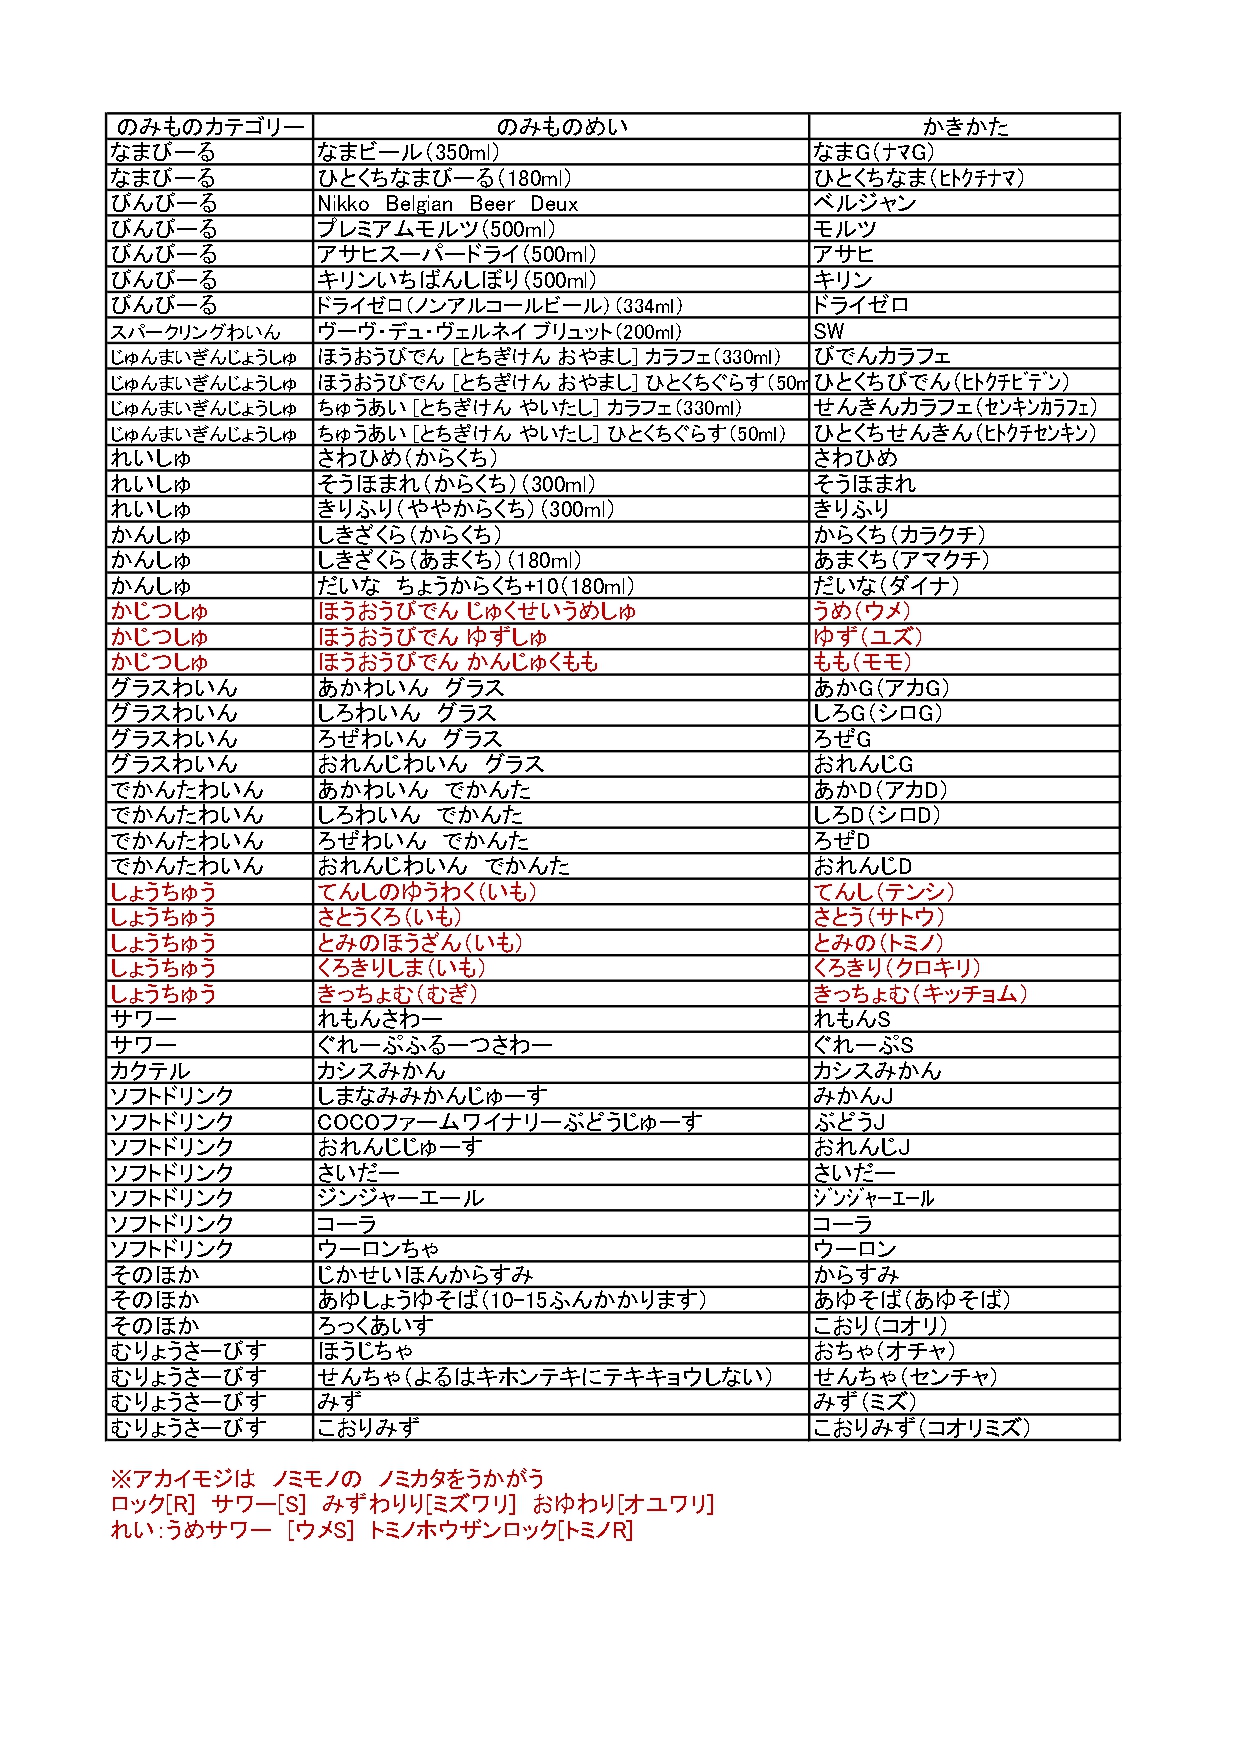 のみものカテゴリー のみものめい かきかた
なまびーる なまビール（350ml） なまG（ﾅﾏG）
なまびーる ひとくちなまびーる（180ml） ひとくちなま（ﾋﾄｸﾁﾅﾏ）
びんびーる Nikko　Belgian　Beer　Deux ベルジャン
びんびーる プレミアムモルツ（500ml） モルツ
びんびーる アサヒスーパードライ（500ml） アサヒ
びんびーる キリンいちばんしぼり（500ml） キリン
びんびーる ドライゼロ（ノンアルコールビール）（334ml） ドライゼロ
スパークリングわいん ヴーヴ・デュ・ヴェルネイ ブリュット（200ml） SW
じゅんまいぎんじょうしゅ ほうおうびでん [とちぎけん おやまし] カラフェ（330ml） びでんカラフェ
じゅんまいぎんじょうしゅ ほうおうびでん [とちぎけん おやまし] ひとくちぐらす（50m ひとくちびでん（ﾋﾄｸﾁﾋﾞﾃﾞﾝ）
じゅんまいぎんじょうしゅ ちゅうあい [とちぎけん やいたし] カラフェ（330ml） せんきんカラフェ（ｾﾝｷﾝｶﾗﾌｪ）
じゅんまいぎんじょうしゅ ちゅうあい [とちぎけん やいたし] ひとくちぐらす（50ml） ひとくちせんきん（ﾋﾄｸﾁｾﾝｷﾝ）
れいしゅ さわひめ（からくち） さわひめ
れいしゅ そうほまれ（からくち）（300ml） そうほまれ
れいしゅ きりふり（ややからくち）（300ml） きりふり
かんしゅ しきざくら（からくち） からくち（カラクチ）
かんしゅ しきざくら（あまくち）（180ml） あまくち（アマクチ）
かんしゅ だいな　ちょうからくち+10（180ml） だいな（ダイナ）
かじつしゅ ほうおうびでん じゅくせいうめしゅ うめ（ウメ）
かじつしゅ ほうおうびでん ゆずしゅ ゆず（ユズ）
かじつしゅ ほうおうびでん かんじゅくもも もも（モモ）
グラスわいん あかわいん　グラス あかG（アカG）
グラスわいん しろわいん　グラス しろG（シロG）
グラスわいん ろぜわいん　グラス ろぜG
グラスわいん おれんじわいん　グラス おれんじG
でかんたわいん あかわいん　でかんた あかD（アカD）
でかんたわいん しろわいん　でかんた しろD（シロD）
でかんたわいん ろぜわいん　でかんた ろぜD
でかんたわいん おれんじわいん　でかんた おれんじD
しょうちゅう てんしのゆうわく（いも） てんし（テンシ）
しょうちゅう さとうくろ（いも） さとう（サトウ）
しょうちゅう とみのほうざん（いも） とみの（トミノ）
しょうちゅう くろきりしま（いも） くろきり（クロキリ）
しょうちゅう きっちょむ（むぎ） きっちょむ（キッチョム）
サワー れもんさわー れもんS
サワー ぐれーぷふるーつさわー ぐれーぷS
カクテル カシスみかん カシスみかん
ソフトドリンク しまなみみかんじゅーす みかんJ
ソフトドリンク COCOファームワイナリーぶどうじゅーす ぶどうJ
ソフトドリンク おれんじじゅーす おれんじJ
ソフトドリンク さいだー さいだー
ソフトドリンク ジンジャーエール ｼﾞﾝｼﾞｬｰｴｰﾙ
ソフトドリンク コーラ コーラ
ソフトドリンク ウーロンちゃ ウーロン
そのほか じかせいほんからすみ からすみ
そのほか あゆしょうゆそば（10-15ふんかかります） あゆそば（あゆそば）
そのほか ろっくあいす こおり（コオリ）
むりょうさーびす ほうじちゃ おちゃ（オチャ）
むりょうさーびす せんちゃ（よるはキホンテキにテキキョウしない） せんちゃ（センチャ）
むりょうさーびす みず みず（ミズ）
むりょうさーびす こおりみず こおりみず（コオリミズ）
※アカイモジは　ノミモノの　ノミカタをうかがう
ロック[R]　サワー[S]　みずわりり[ミズワリ]　おゆわり[オユワリ]
れい：うめサワー　[ウメS]　トミノホウザンロック[トミノR]